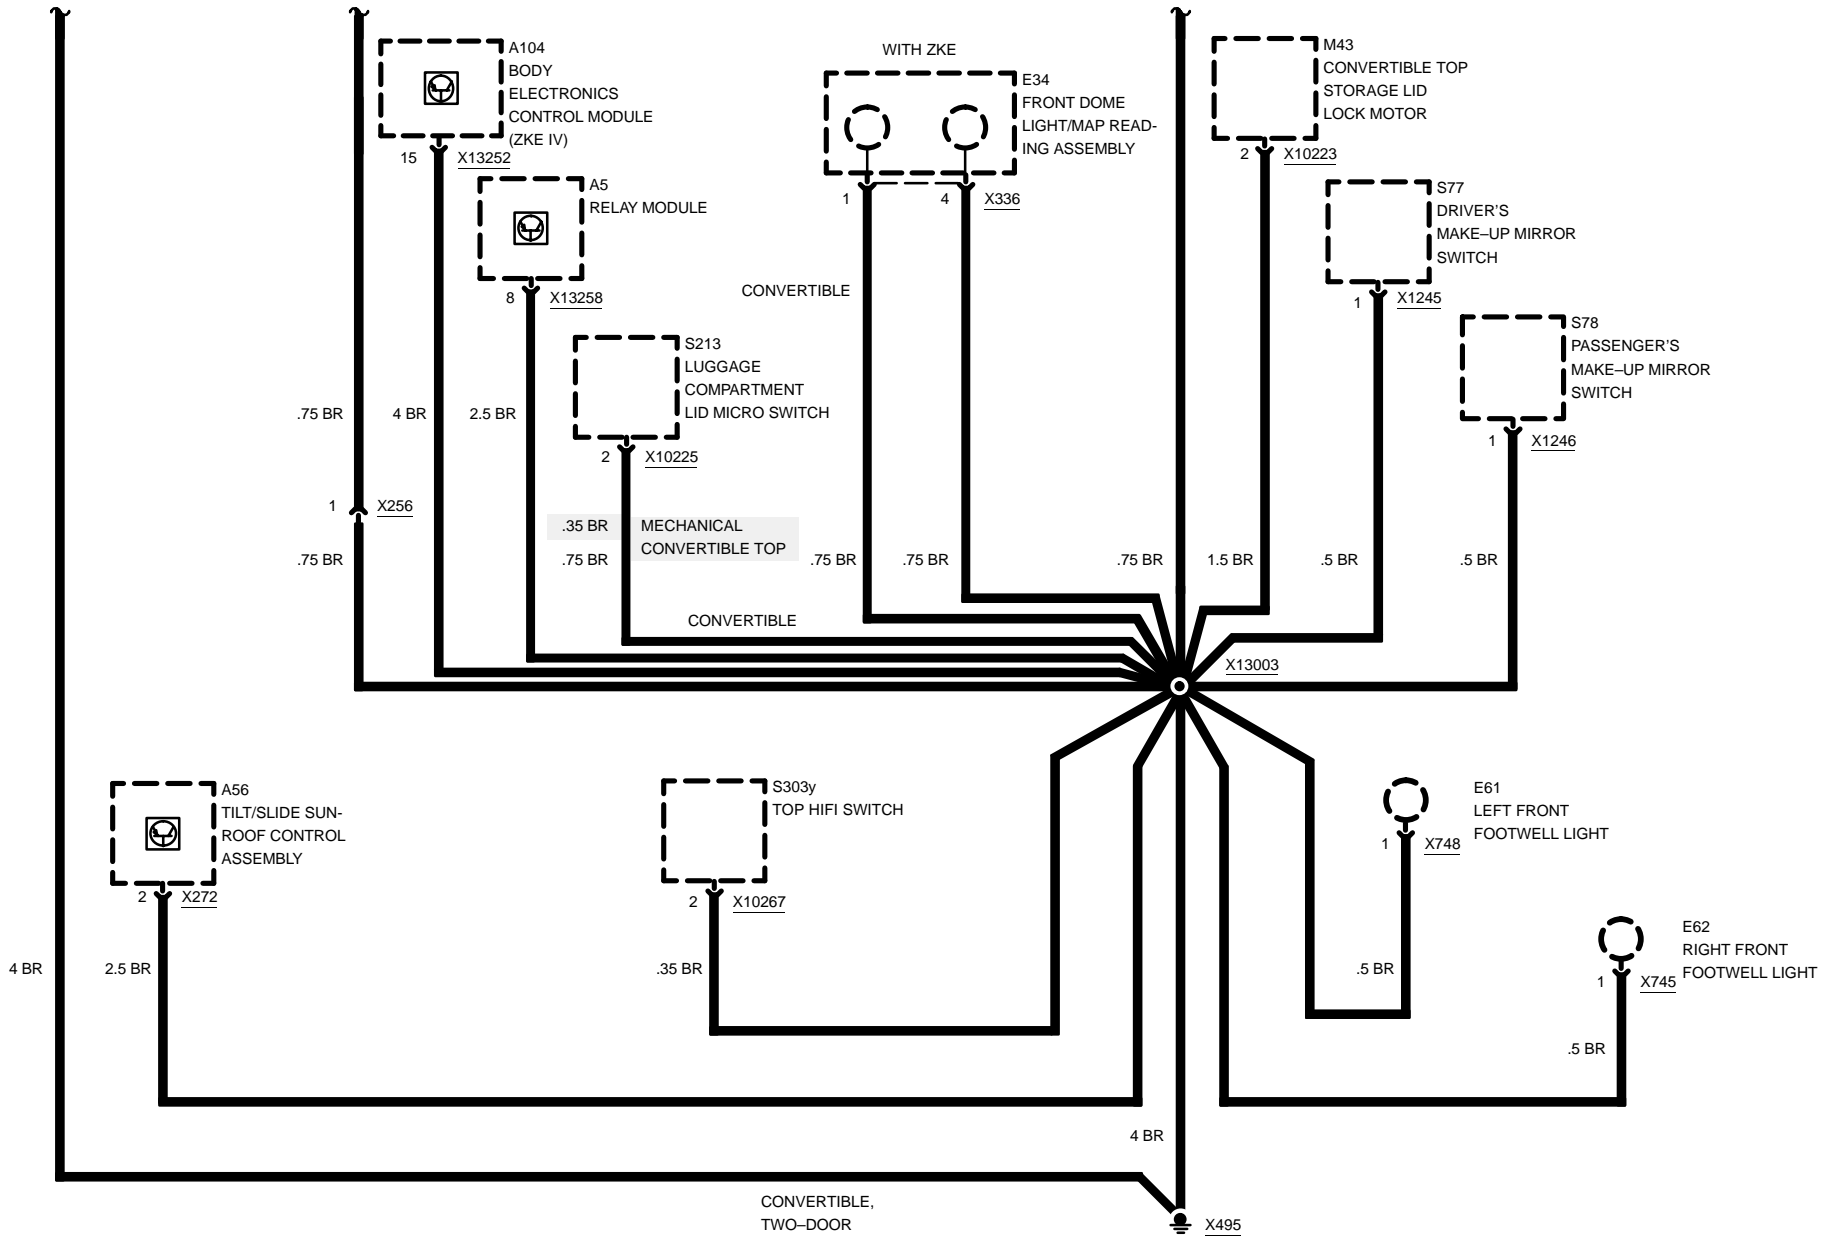 A104
BODY
ELECTRONICS
CONTROL MODULE
(ZKE IV)
15
X13252
A5
RELAY MODULE
8
X13258
S213
LUGGAGE
COMPARTMENT
LID MICRO SWITCH
2
X10225
WITH ZKE
E34
FRONT DOME
LIGHT/MAP READ-
ING ASSEMBLY
1
4
X336
M43
CONVERTIBLE TOP
STORAGE LID
LOCK MOTOR
2
X10223
S77
DRIVER'S
MAKE–UP MIRROR
SWITCH
1
X1245
S78
PASSENGER'S
MAKE–UP MIRROR
SWITCH
1
X1246
CONVERTIBLE
.75 BR
4 BR
2.5 BR
1
X256
.35 BR
MECHANICAL
CONVERTIBLE TOP
.75 BR
.75 BR
.75 BR
.75 BR
.75 BR
1.5 BR
.5 BR
.5 BR
CONVERTIBLE
X13003
A56
TILT/SLIDE SUN-
ROOF CONTROL
ASSEMBLY
2
X272
S303y
TOP HIFI SWITCH
2
X10267
E61
LEFT FRONT
FOOTWELL LIGHT
1
X748
E62
RIGHT FRONT
FOOTWELL LIGHT
1
X745
4 BR
2.5 BR
.35 BR
.5 BR
.5 BR
4 BR
CONVERTIBLE,
TWO–DOOR
X495